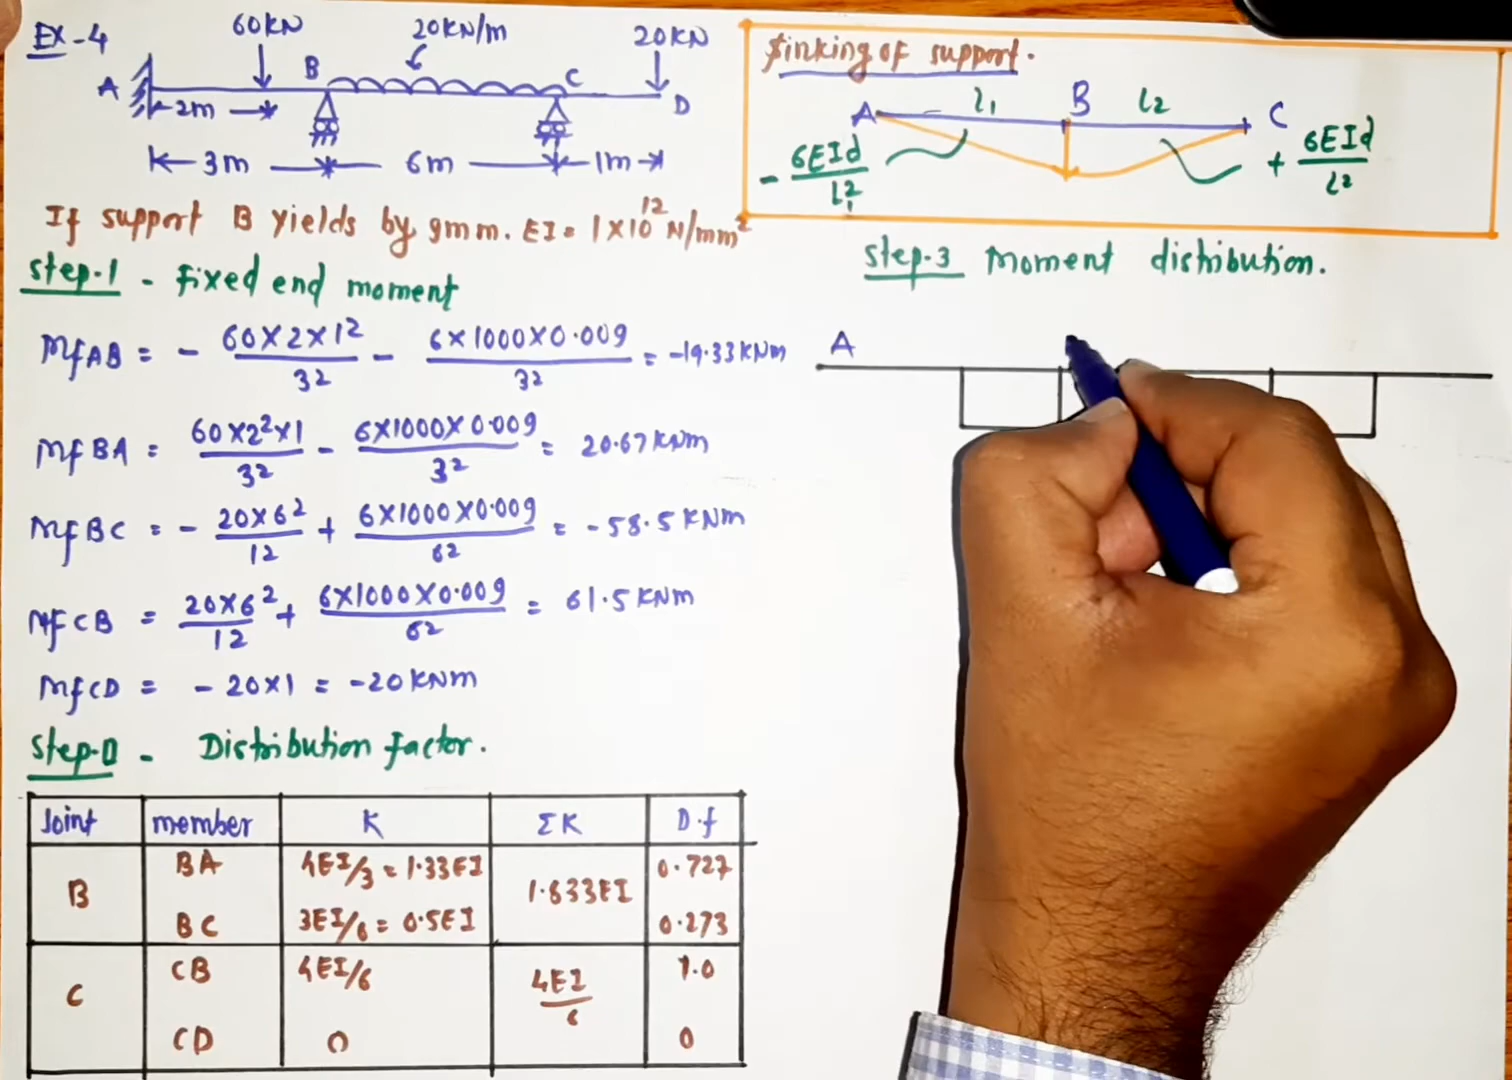 EX-4
60KN
20KN/m
20KN
A
B
C
D
2m
3m
6m
1m
If support B yields by 9mm. EI = 1×10¹² N/mm²
Step-1 - Fixed end moment
MfAB = - 60×2×1² / 3² - 6×1000×0.009 / 3² = -19.33 KNm
MfBA = 60×2²×1 / 3² - 6×1000×0.009 / 3² = 20.67 KNm
MfBC = - 20×6² / 12 + 6×1000×0.009 / 6² = -58.5 KNm
MfCB = 20×6² / 12 + 6×1000×0.009 / 6² = 61.5 KNm
MfCD = - 20×1 = -20 KNm
Step-II - Distribution factor.
Joint member K ΣK D.f
B
BA 4EI/3 = 1.33EI 0.727
1.833EI
BC 3EI/6 = 0.5EI 0.273
C
CB 4EI/6 1.0
4EI/6
CD 0 0
Sinking of support.
A l₁ B l₂ C
- 6EId / l₁²
+ 6EId / l²
Step-3 Moment distribution.
A